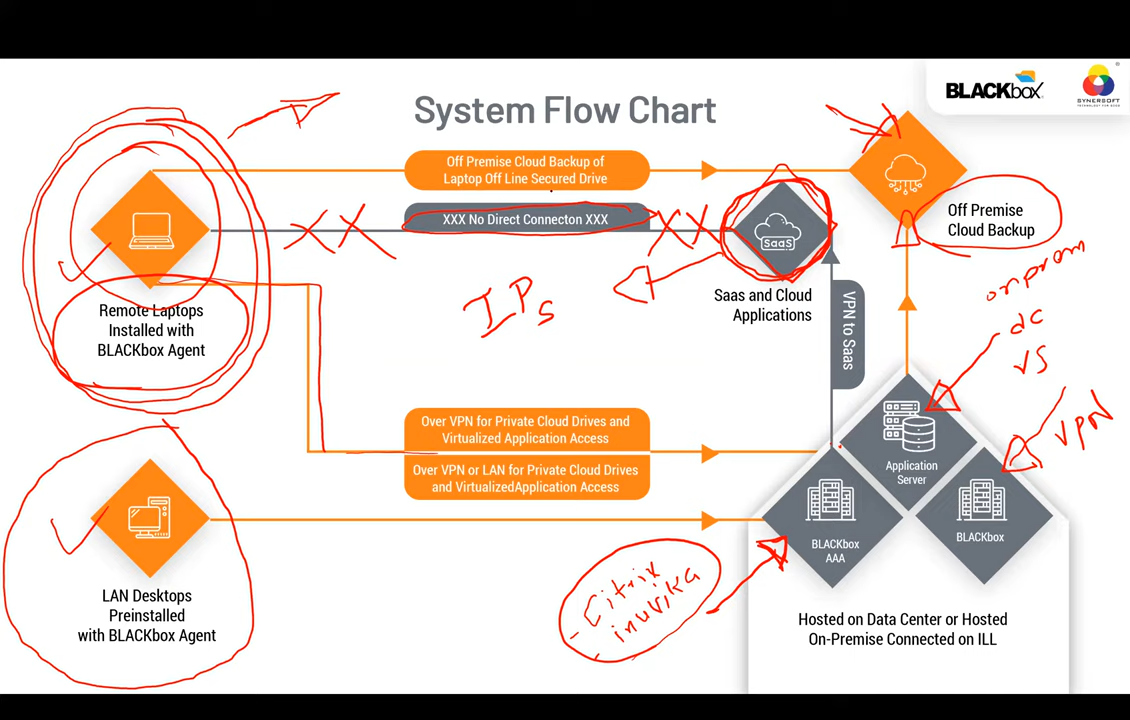 BLACKbox
SYNERSOFT
TECHNOLOGY FOR GOOD
System Flow Chart
Off Premise Cloud Backup of
Laptop Off Line Secured Drive
XXX No Direct Connecton XXX
XX
XX
SaaS
Off Premise
Cloud Backup
Remote Laptops
Installed with
BLACKbox Agent
IPs
Saas and Cloud
Applications
VPN to Saas
onprem
dc
vs
VPN
Over VPN for Private Cloud Drives and
Virtualized Application Access
Over VPN or LAN for Private Cloud Drives
and VirtualizedApplication Access
Application
Server
BLACKbox
AAA
BLACKbox
LAN Desktops
Preinstalled
with BLACKbox Agent
- Citrix
inuvika
-
Hosted on Data Center or Hosted
On-Premise Connected on ILL